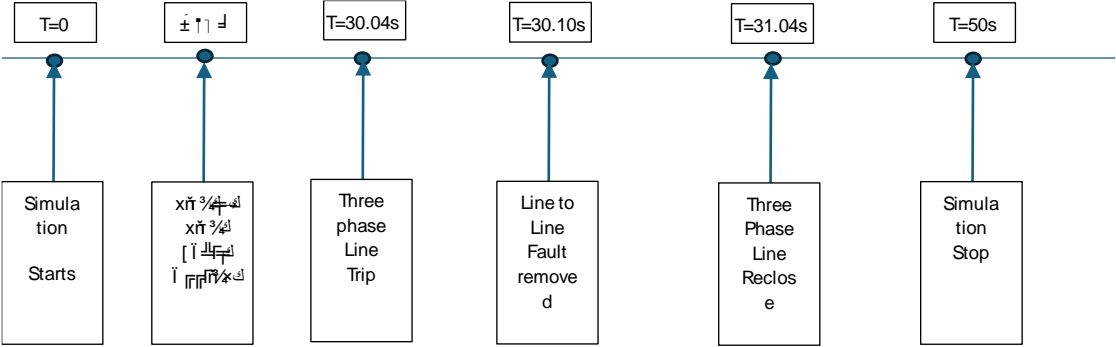 T=0
T=30.04s
T=30.10s
T=31.04s
T=50s
Simula
tion
Starts
Three
phase
Line
Trip
Line to
Line
Fault
remove
d
Three
Phase
Line
Reclos
e
Simula
tion
Stop